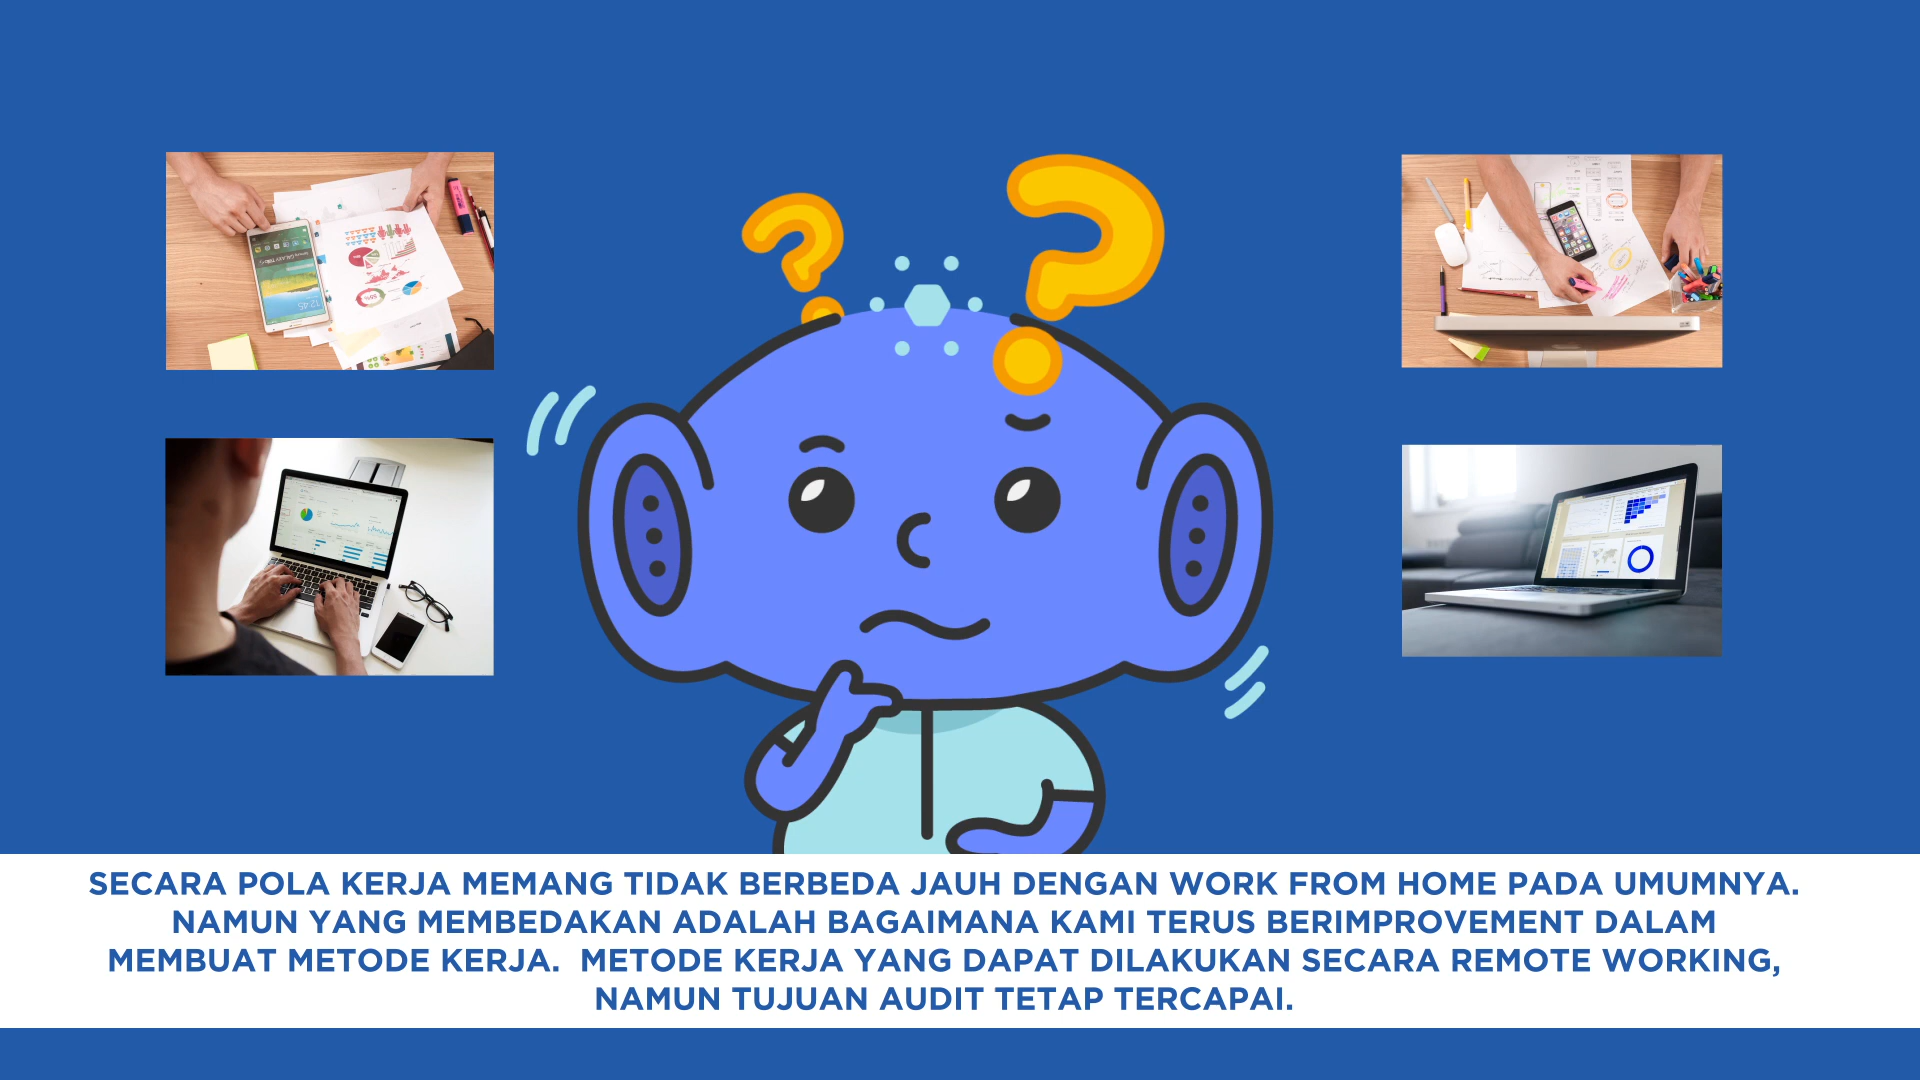 SECARA POLA KERJA MEMANG TIDAK BERBEDA JAUH DENGAN WORK FROM HOME PADA UMUMNYA.
NAMUN YANG MEMBEDAKAN ADALAH BAGAIMANA KAMI TERUS BERIMPROVEMENT DALAM
MEMBUAT METODE KERJA.  METODE KERJA YANG DAPAT DILAKUKAN SECARA REMOTE WORKING,
NAMUN TUJUAN AUDIT TETAP TERCAPAI.